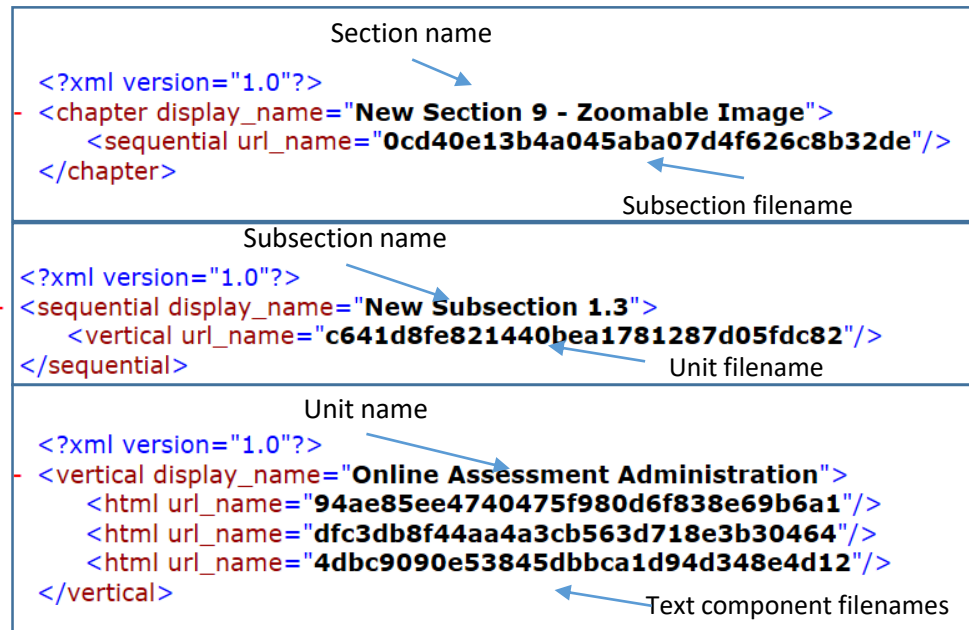 Section name
<?xml version="1.0"?>
- <chapter display_name="New Section 9 - Zoomable Image">
<sequential url_name="0cd40e13b4a045aba07d4f626c8b32de"/>
</chapter>
Subsection filename
Subsection name
<?xml version="1.0"?>
- <sequential display_name="New Subsection 1.3">
<vertical url_name="c641d8fe821440bea1781287d05fdc82"/>
</sequential>
Unit filename
Unit name
<?xml version="1.0"?>
- <vertical display_name="Online Assessment Administration">
<html url_name="94ae85ee4740475f980d6f838e69b6a1"/>
<html url_name="dfc3db8f44aa4a3cb563d718e3b30464"/>
<html url_name="4dbc9090e53845dbbca1d94d348e4d12"/>
</vertical>
Text component filenames